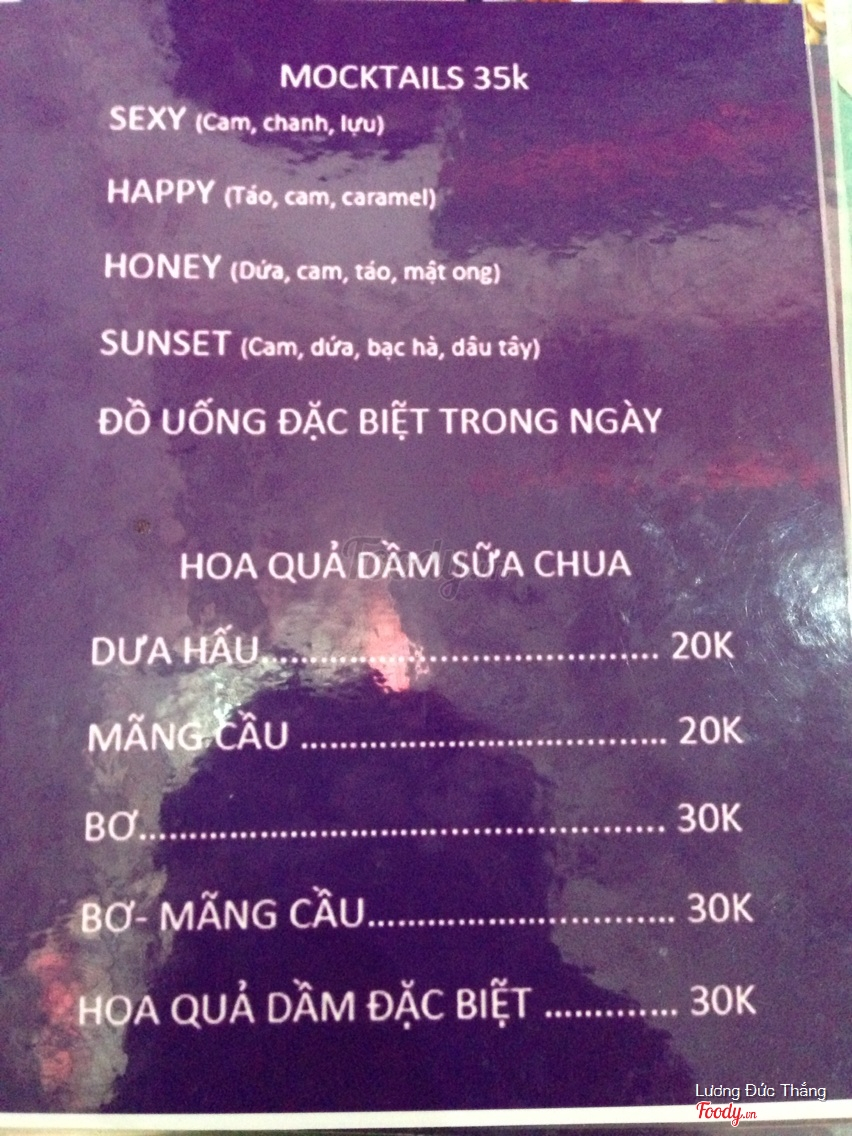 MOCKTAILS 35k
SEXY (Cam, chanh, lựu)
HAPPY (Táo, cam, caramel)
HONEY (Dứa, cam, táo, mật ong)
SUNSET (Cam, dứa, bạc hà, dâu tây)
ĐỒ UỐNG ĐẶC BIỆT TRONG NGÀY
HOA QUẢ DẦM SỮA CHUA
DƯA HẤU........................................ 20K
MÃNG CẦU ...................................... 20K
BƠ...................................................... 30K
BƠ- MÃNG CẦU................................ 30K
HOA QUẢ DẦM ĐẶC BIỆT .............. 30K
Lương Đức Thắng
Foody.vn